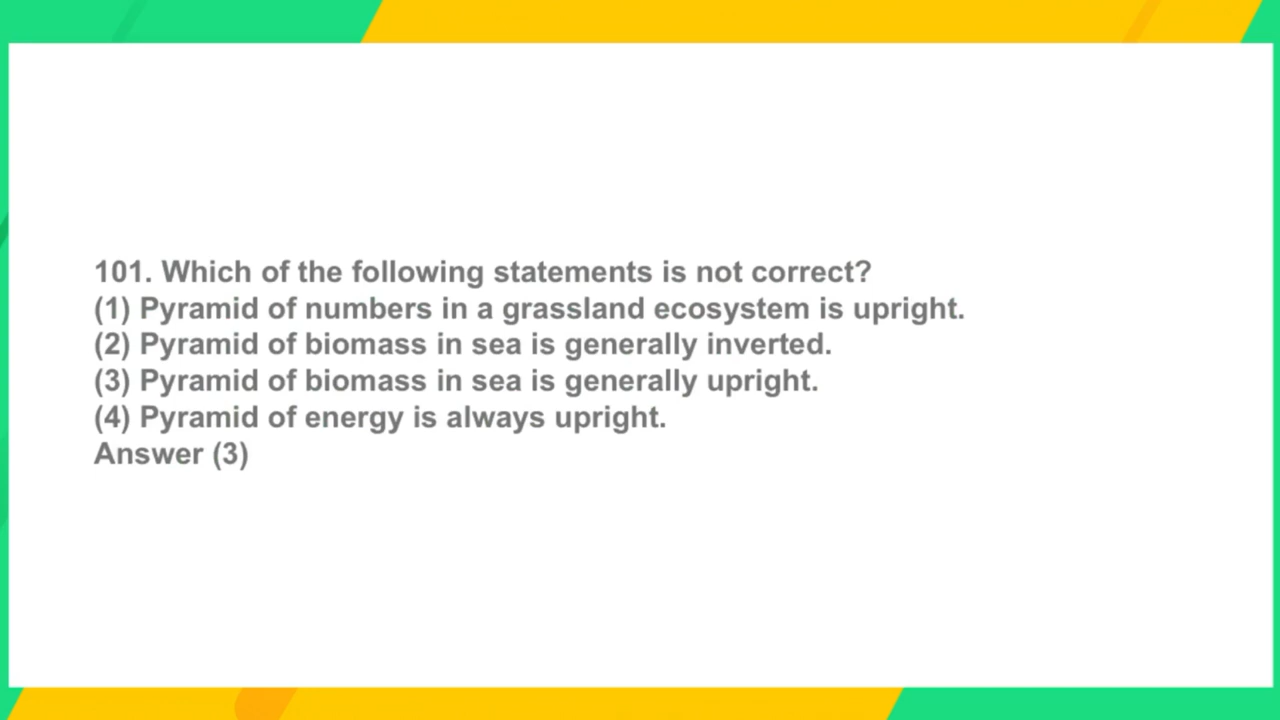 101. Which of the following statements is not correct?
(1) Pyramid of numbers in a grassland ecosystem is upright.
(2) Pyramid of biomass in sea is generally inverted.
(3) Pyramid of biomass in sea is generally upright.
(4) Pyramid of energy is always upright.
Answer (3)